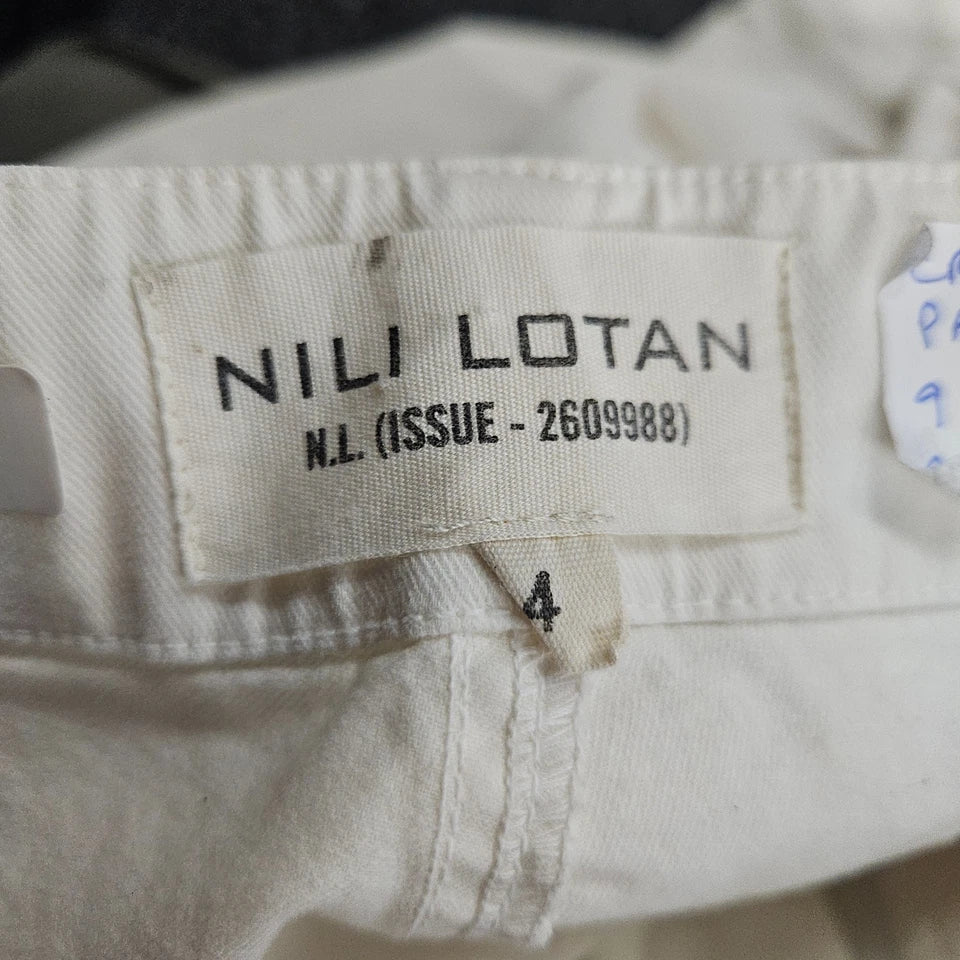 NILI LOTAN
N.L. (ISSUE - 2609988)
4